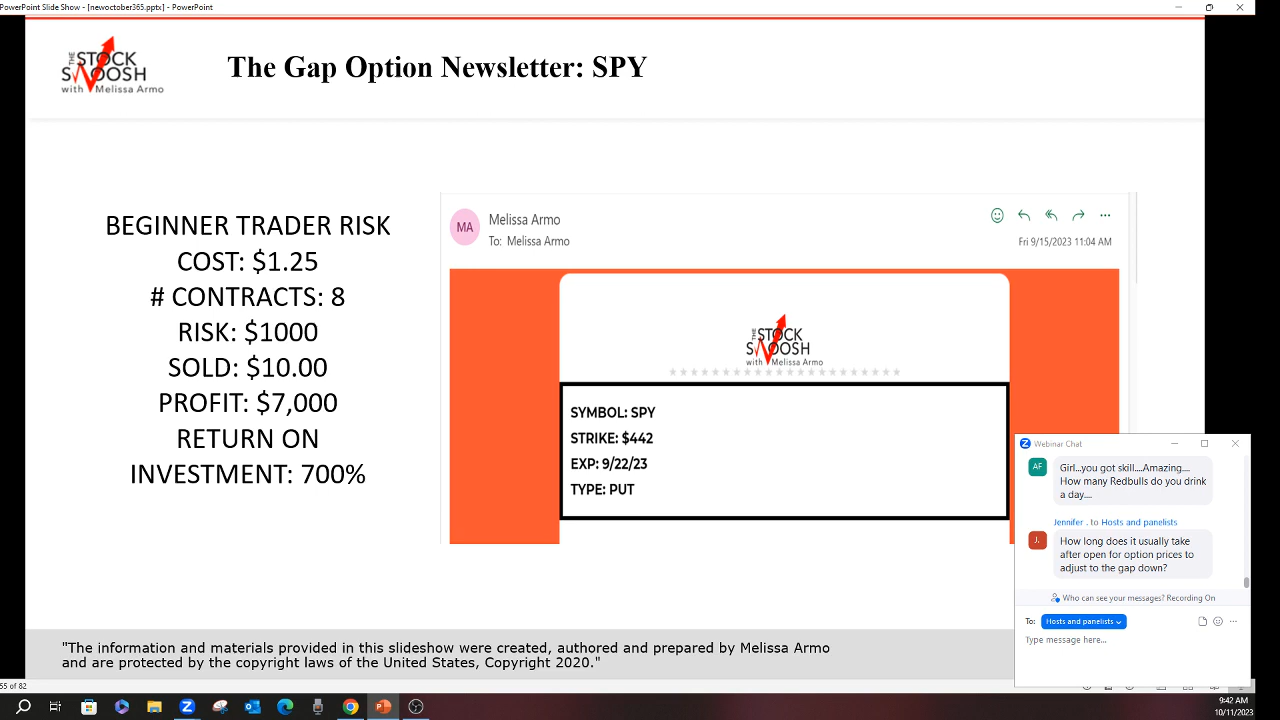 PowerPoint Slide Show - [newoctober365.pptx] - PowerPoint
THE
STOCK
SWOOSH
with Melissa Armo
The Gap Option Newsletter: SPY
BEGINNER TRADER RISK
COST: $1.25
# CONTRACTS: 8
RISK: $1000
SOLD: $10.00
PROFIT: $7,000
RETURN ON
INVESTMENT: 700%
MA
Melissa Armo
To: Melissa Armo
Fri 9/15/2023 11:04 AM
THE
STOCK
SWOOSH
with Melissa Armo
SYMBOL: SPY
STRIKE: $442
EXP: 9/22/23
TYPE: PUT
Webinar Chat
AF
Girl...you got skill....Amazing....
How many Redbulls do you drink
a day....
Jennifer . to Hosts and panelists
J.
How long does it usually take
after open for option prices to
adjust to the gap down?
Who can see your messages? Recording On
To: Hosts and panelists
Type message here...
"The information and materials provided in this slideshow were created, authored and prepared by Melissa Armo
and are protected by the copyright laws of the United States, Copyright 2020."
55 of 82
9:42 AM
10/11/2023